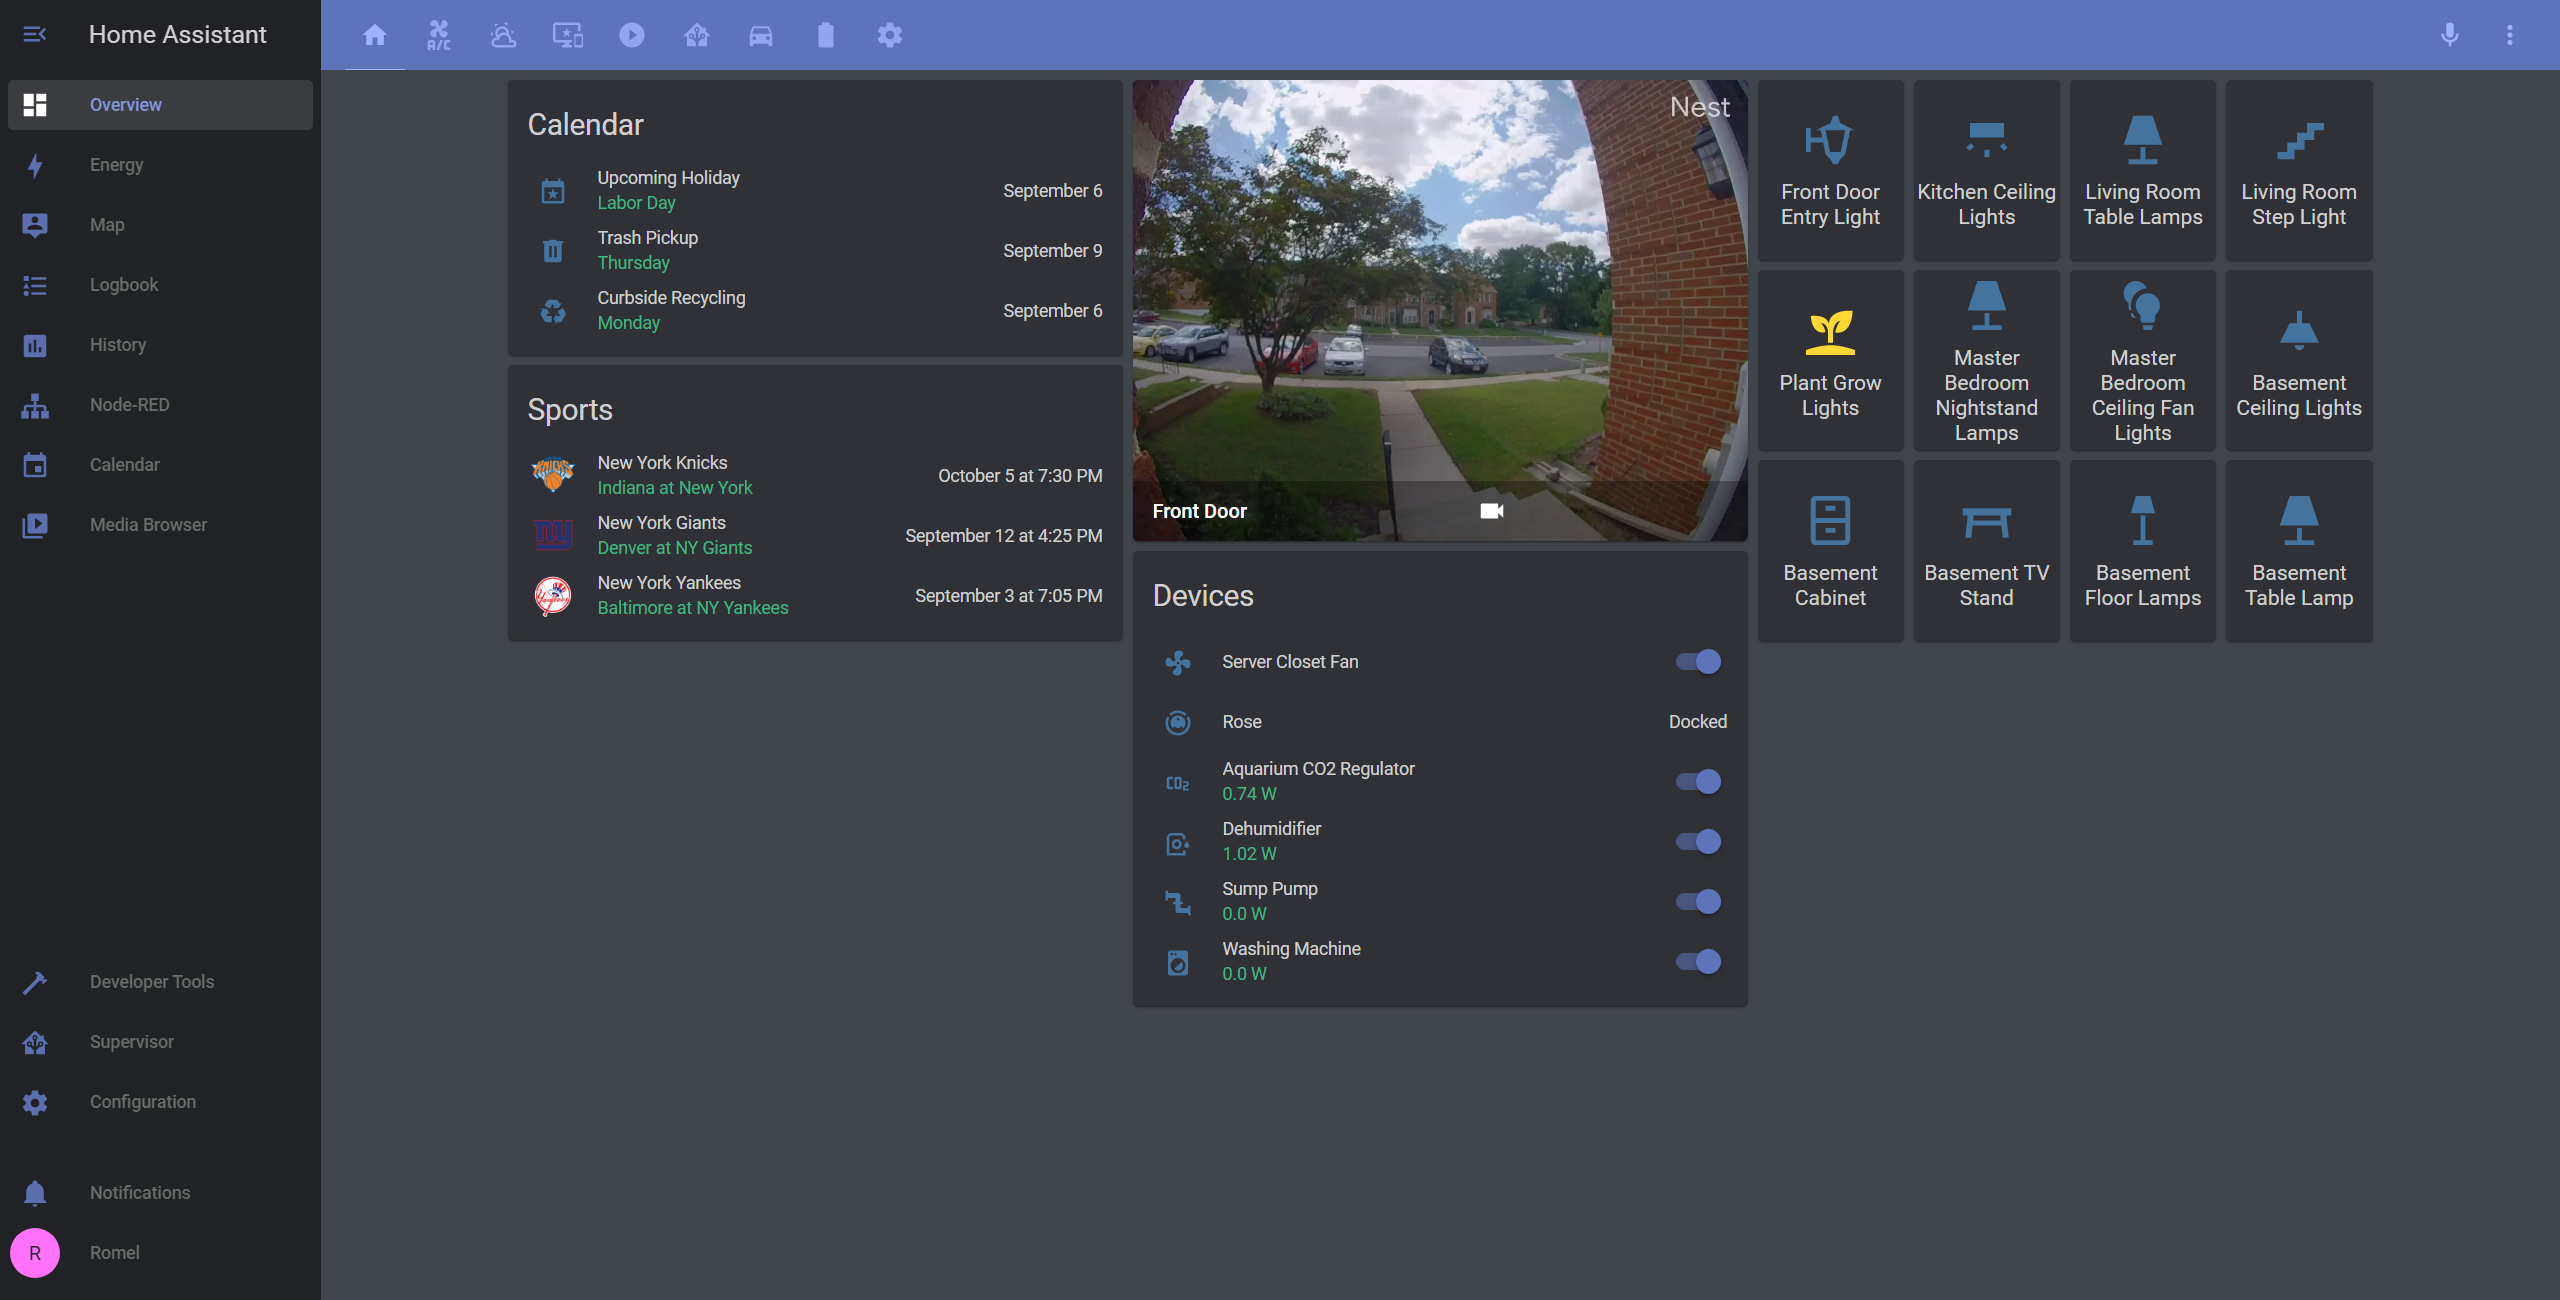 Home Assistant
A/C
Overview
Energy
Map
Logbook
History
Node-RED
Calendar
Media Browser
Developer Tools
Supervisor
Configuration
Notifications
R
Romel
Calendar
Upcoming Holiday
Labor Day
September 6
Trash Pickup
Thursday
September 9
Curbside Recycling
Monday
September 6
Sports
KNICKS
New York Knicks
Indiana at New York
October 5 at 7:30 PM
ny
New York Giants
Denver at NY Giants
September 12 at 4:25 PM
Yankees
New York Yankees
Baltimore at NY Yankees
September 3 at 7:05 PM
Nest
Front Door
Devices
Server Closet Fan
Rose
Docked
CO2
Aquarium CO2 Regulator
0.74 W
Dehumidifier
1.02 W
Sump Pump
0.0 W
Washing Machine
0.0 W
Front Door
Entry Light
Kitchen Ceiling
Lights
Living Room
Table Lamps
Living Room
Step Light
Plant Grow
Lights
Master
Bedroom
Nightstand
Lamps
Master
Bedroom
Ceiling Fan
Lights
Basement
Ceiling Lights
Basement
Cabinet
Basement TV
Stand
Basement
Floor Lamps
Basement
Table Lamp